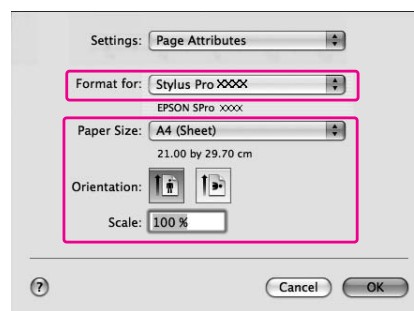 Settings: Page Attributes
Format for: Stylus Pro XXXX
EPSON SPro XXXX
Paper Size: A4 (Sheet)
21.00 by 29.70 cm
Orientation:
Scale: 100 %
? Cancel OK